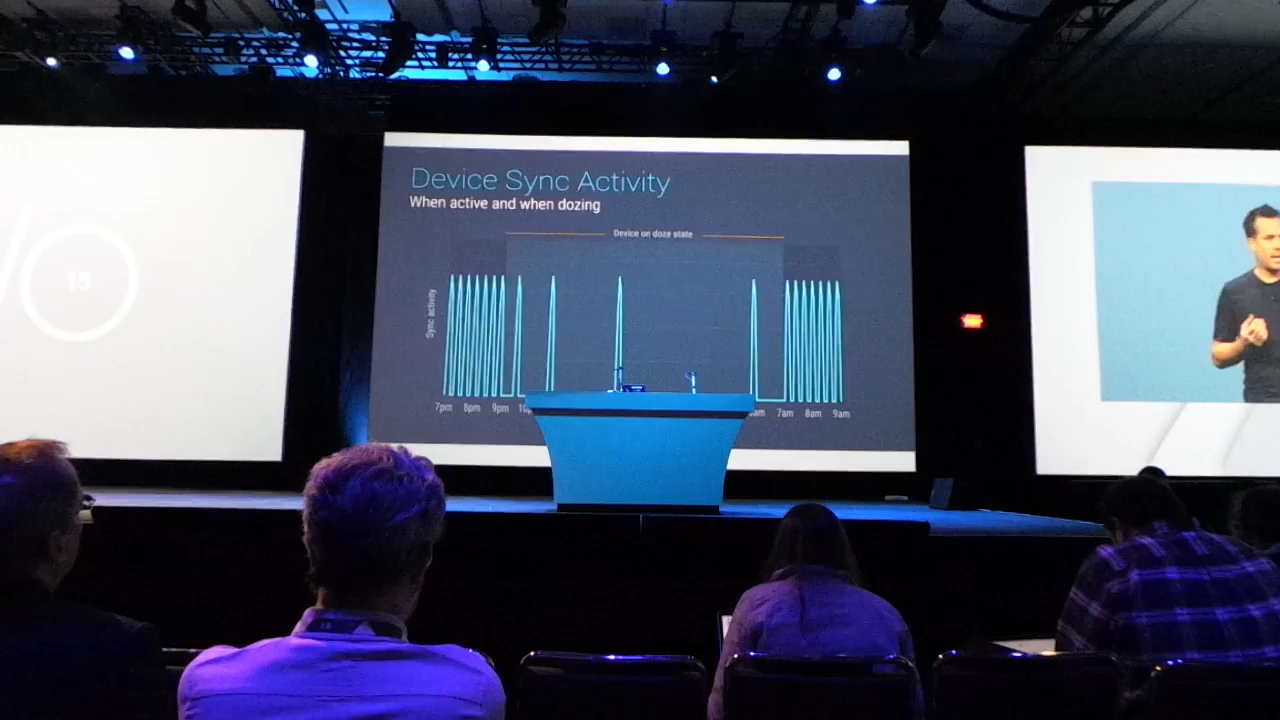 /O
15
Device Sync Activity
When active and when dozing
Device on doze state
Sync activity
7pm 8pm 9pm 7am 8am 9am